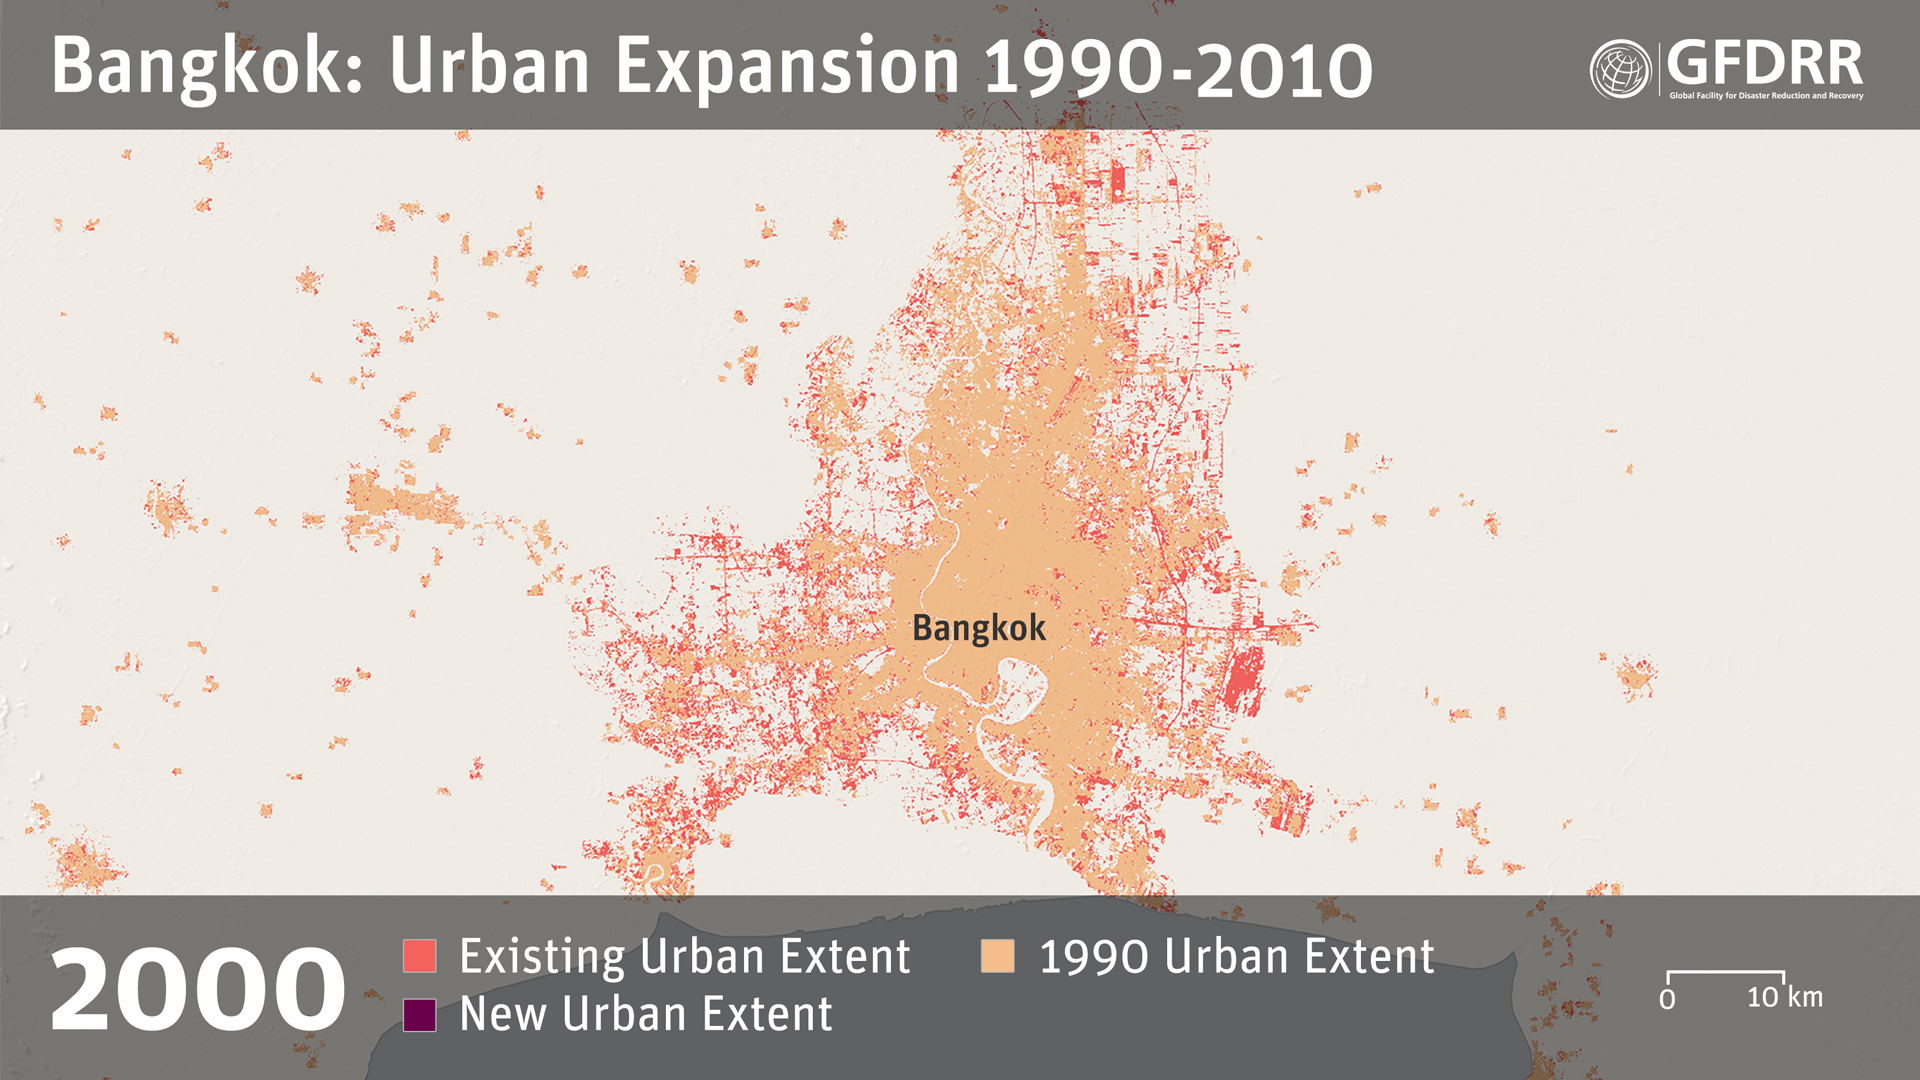 Bangkok: Urban Expansion 1990-2010
GFDRR
Global Facility for Disaster Reduction and Recovery
Bangkok
2000
Existing Urban Extent
1990 Urban Extent
New Urban Extent
0 10 km